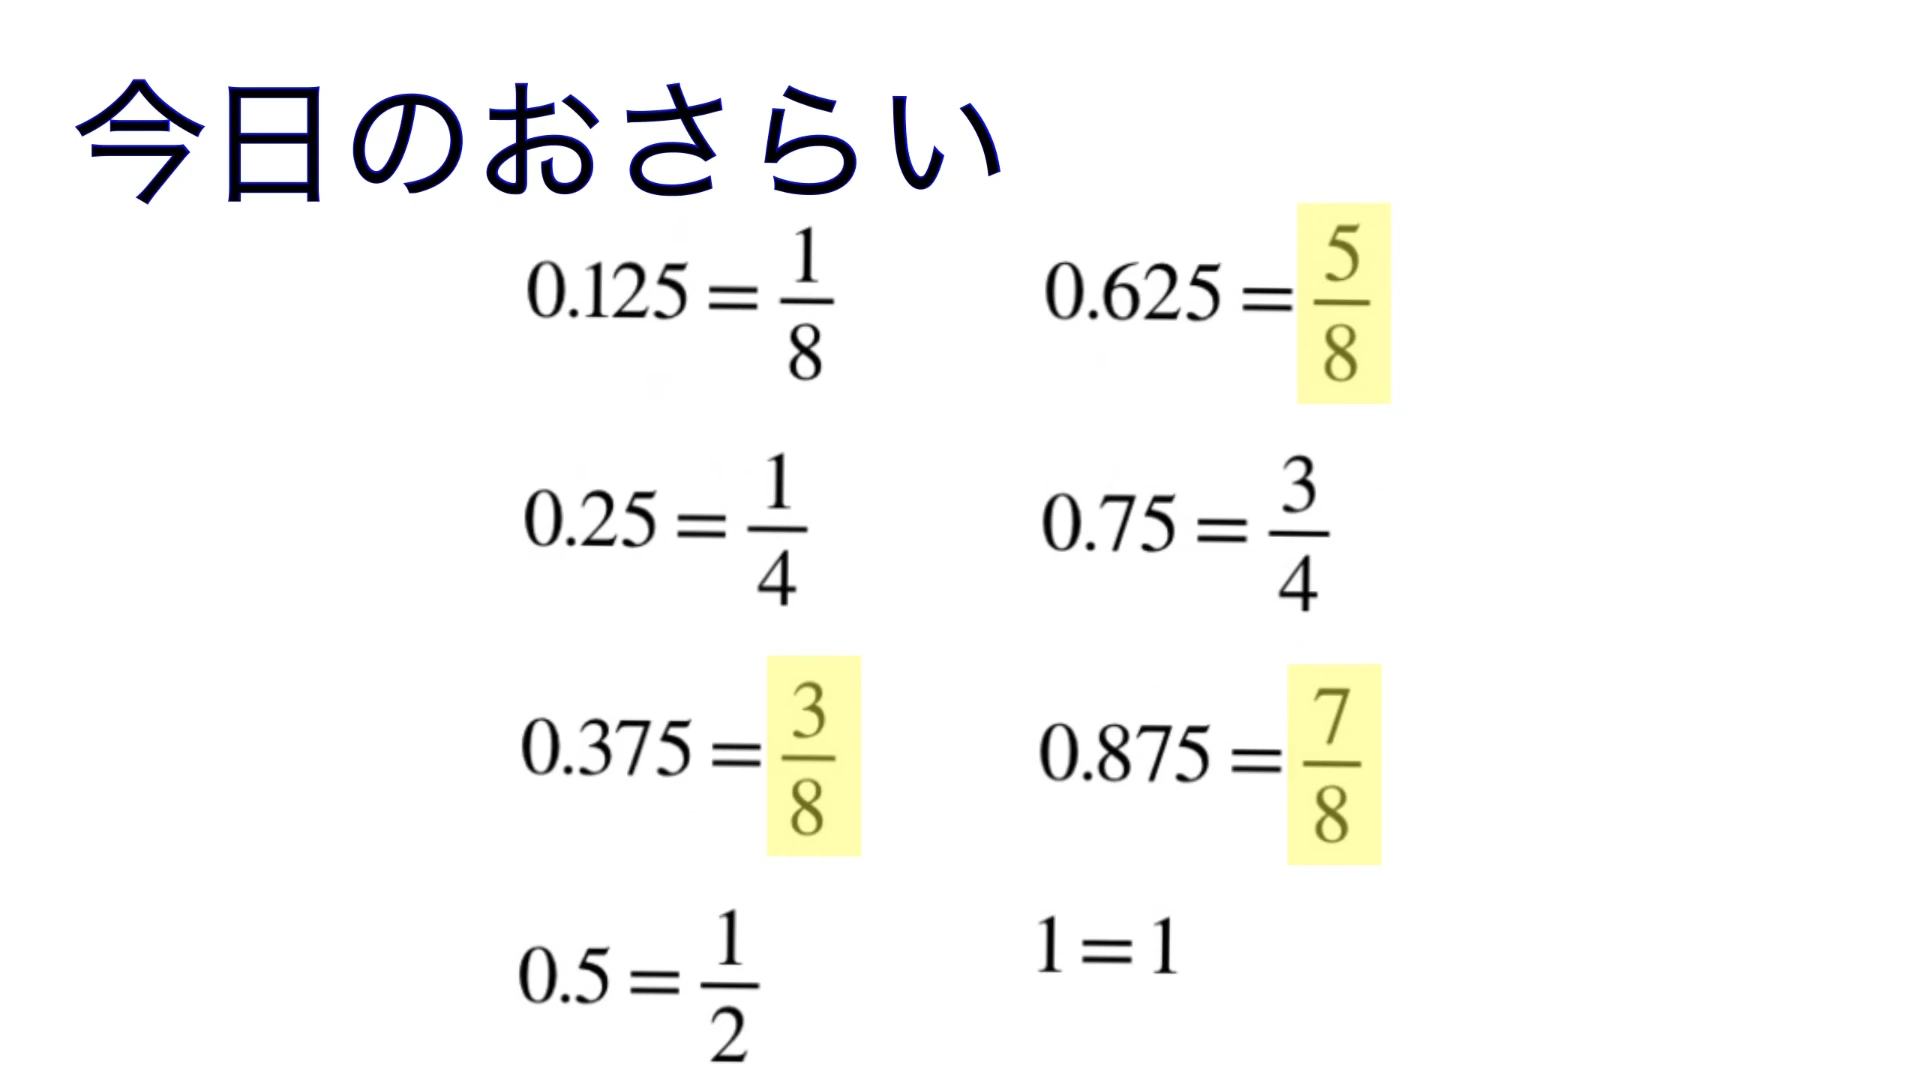 今日のおさらい
0.125 = 1/8
0.625 = 5/8
0.25 = 1/4
0.75 = 3/4
0.375 = 3/8
0.875 = 7/8
0.5 = 1/2
1 = 1